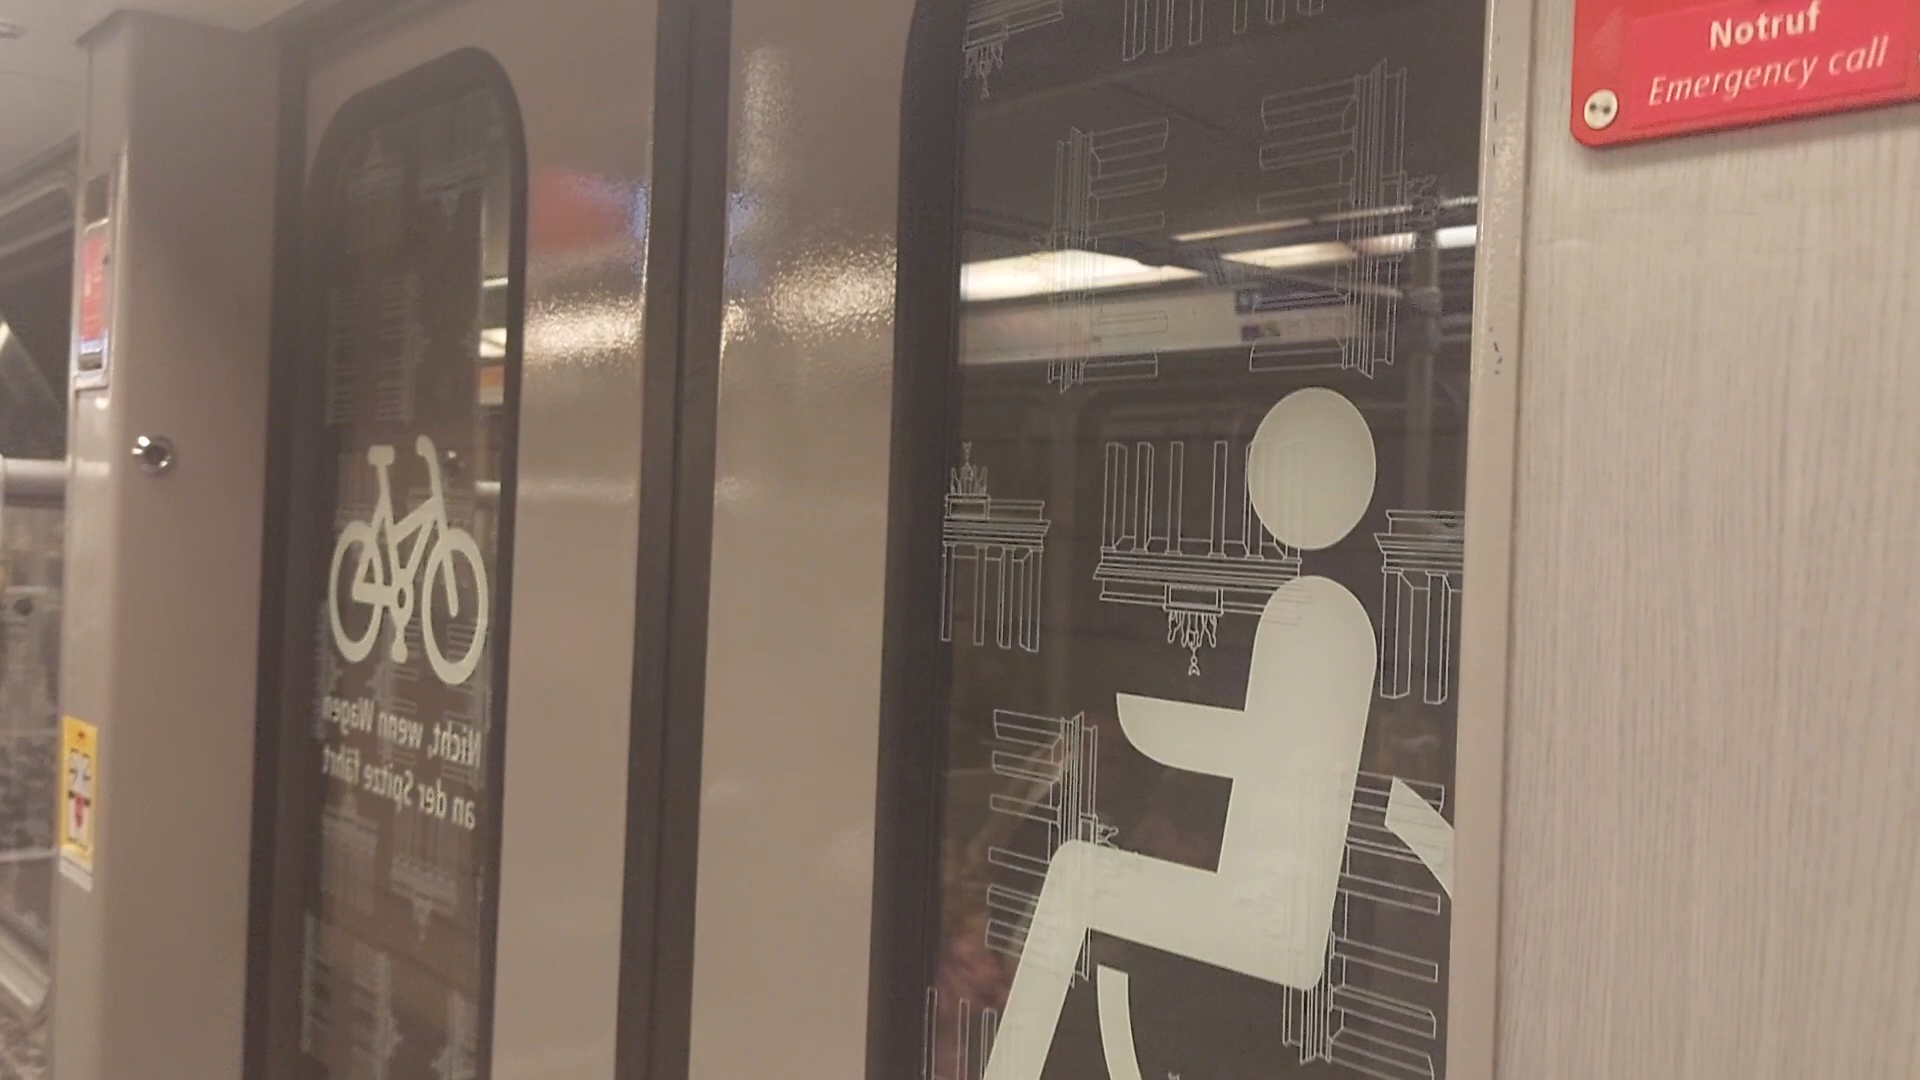 Notruf
Emergency call
Nicht, wenn Wagen
an der Spitze fährt